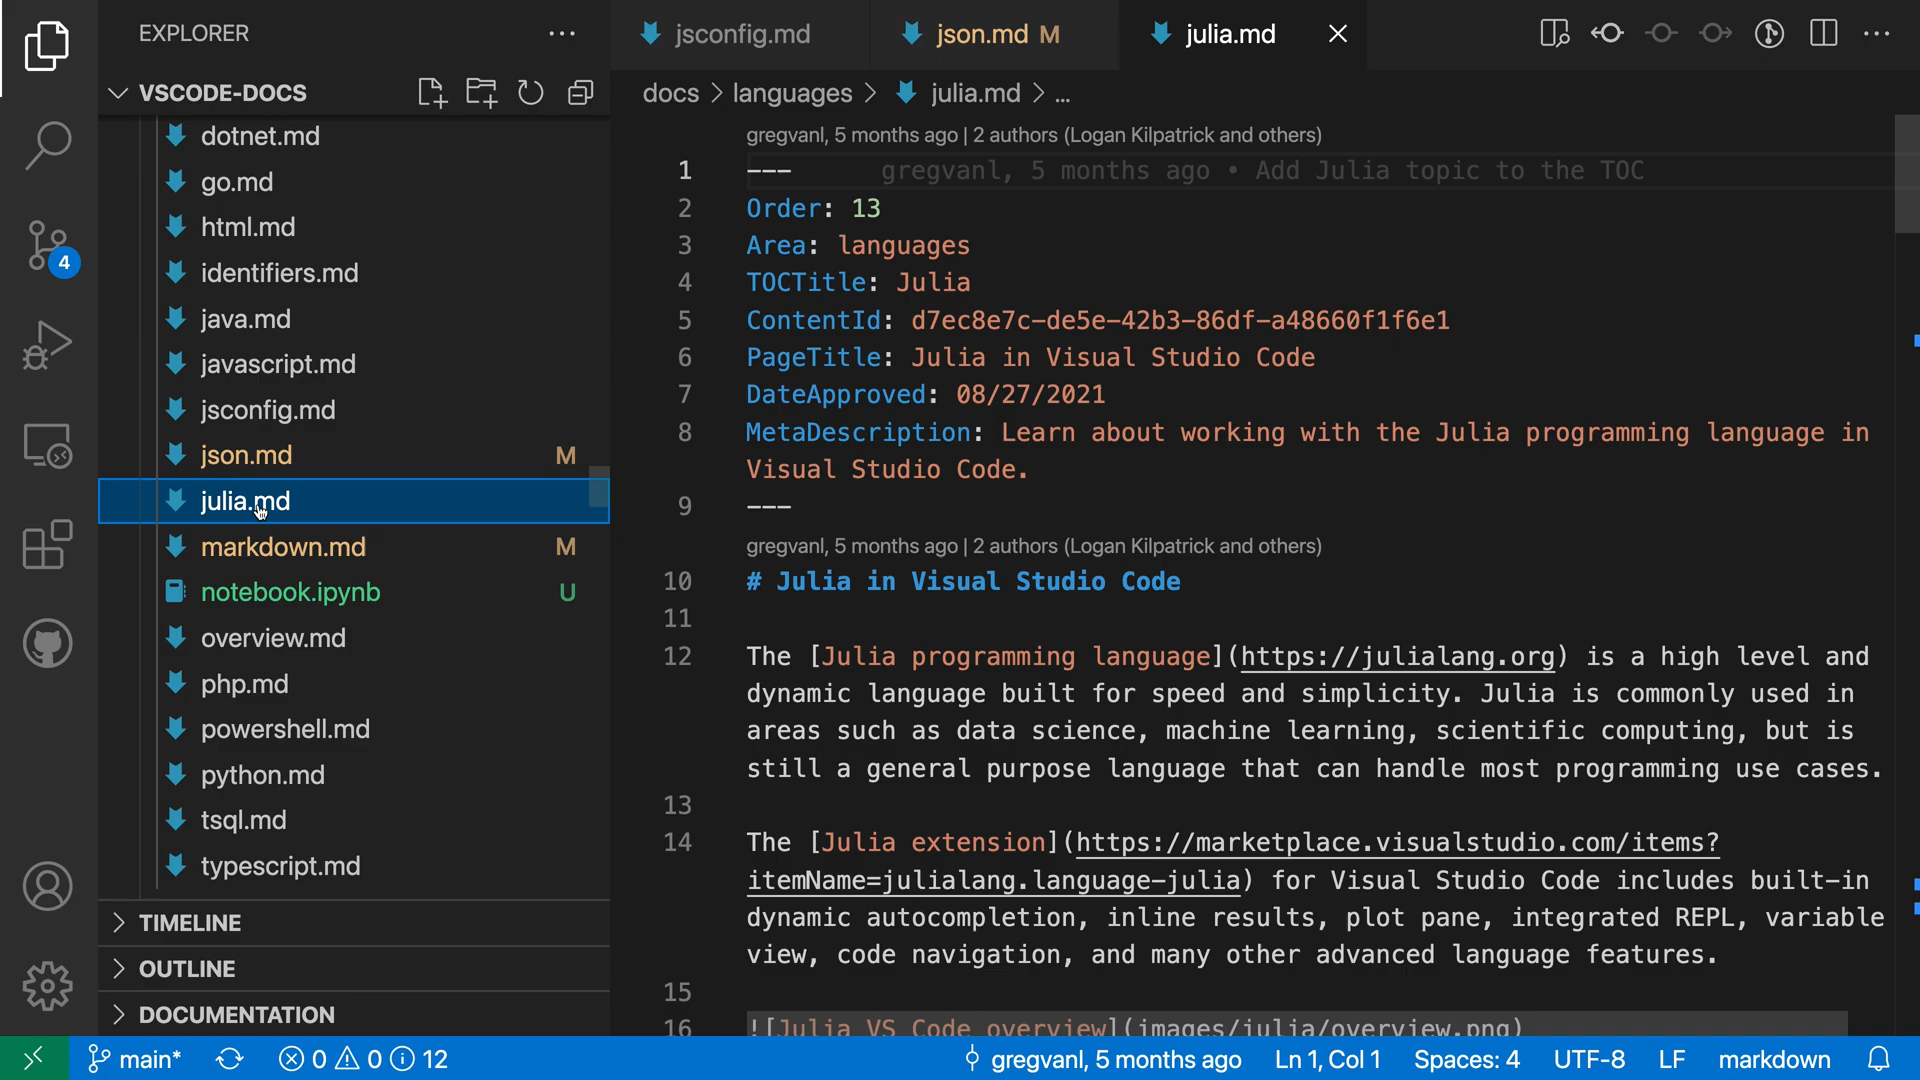 EXPLORER
VSCODE-DOCS
dotnet.md
go.md
html.md
identifiers.md
java.md
javascript.md
jsconfig.md
json.md M
julia.md
markdown.md M
notebook.ipynb U
overview.md
php.md
powershell.md
python.md
tsql.md
typescript.md
TIMELINE
OUTLINE
DOCUMENTATION
4
jsconfig.md
json.md M
julia.md
docs > languages > julia.md > ...
gregvanl, 5 months ago | 2 authors (Logan Kilpatrick and others)
1 --- gregvanl, 5 months ago • Add Julia topic to the TOC
2 Order: 13
3 Area: languages
4 TOCTitle: Julia
5 ContentId: d7ec8e7c-de5e-42b3-86df-a48660f1f6e1
6 PageTitle: Julia in Visual Studio Code
7 DateApproved: 08/27/2021
8 MetaDescription: Learn about working with the Julia programming language in
Visual Studio Code.
9 ---
gregvanl, 5 months ago | 2 authors (Logan Kilpatrick and others)
10 # Julia in Visual Studio Code
11
12 The [Julia programming language](https://julialang.org) is a high level and
dynamic language built for speed and simplicity. Julia is commonly used in
areas such as data science, machine learning, scientific computing, but is
still a general purpose language that can handle most programming use cases.
13
14 The [Julia extension](https://marketplace.visualstudio.com/items?
itemName=julialang.language-julia) for Visual Studio Code includes built-in
dynamic autocompletion, inline results, plot pane, integrated REPL, variable
view, code navigation, and many other advanced language features.
15
16 ![Julia VS Code overview](images/julia/overview.png)
main* 0 0 12
gregvanl, 5 months ago Ln 1, Col 1 Spaces: 4 UTF-8 LF markdown